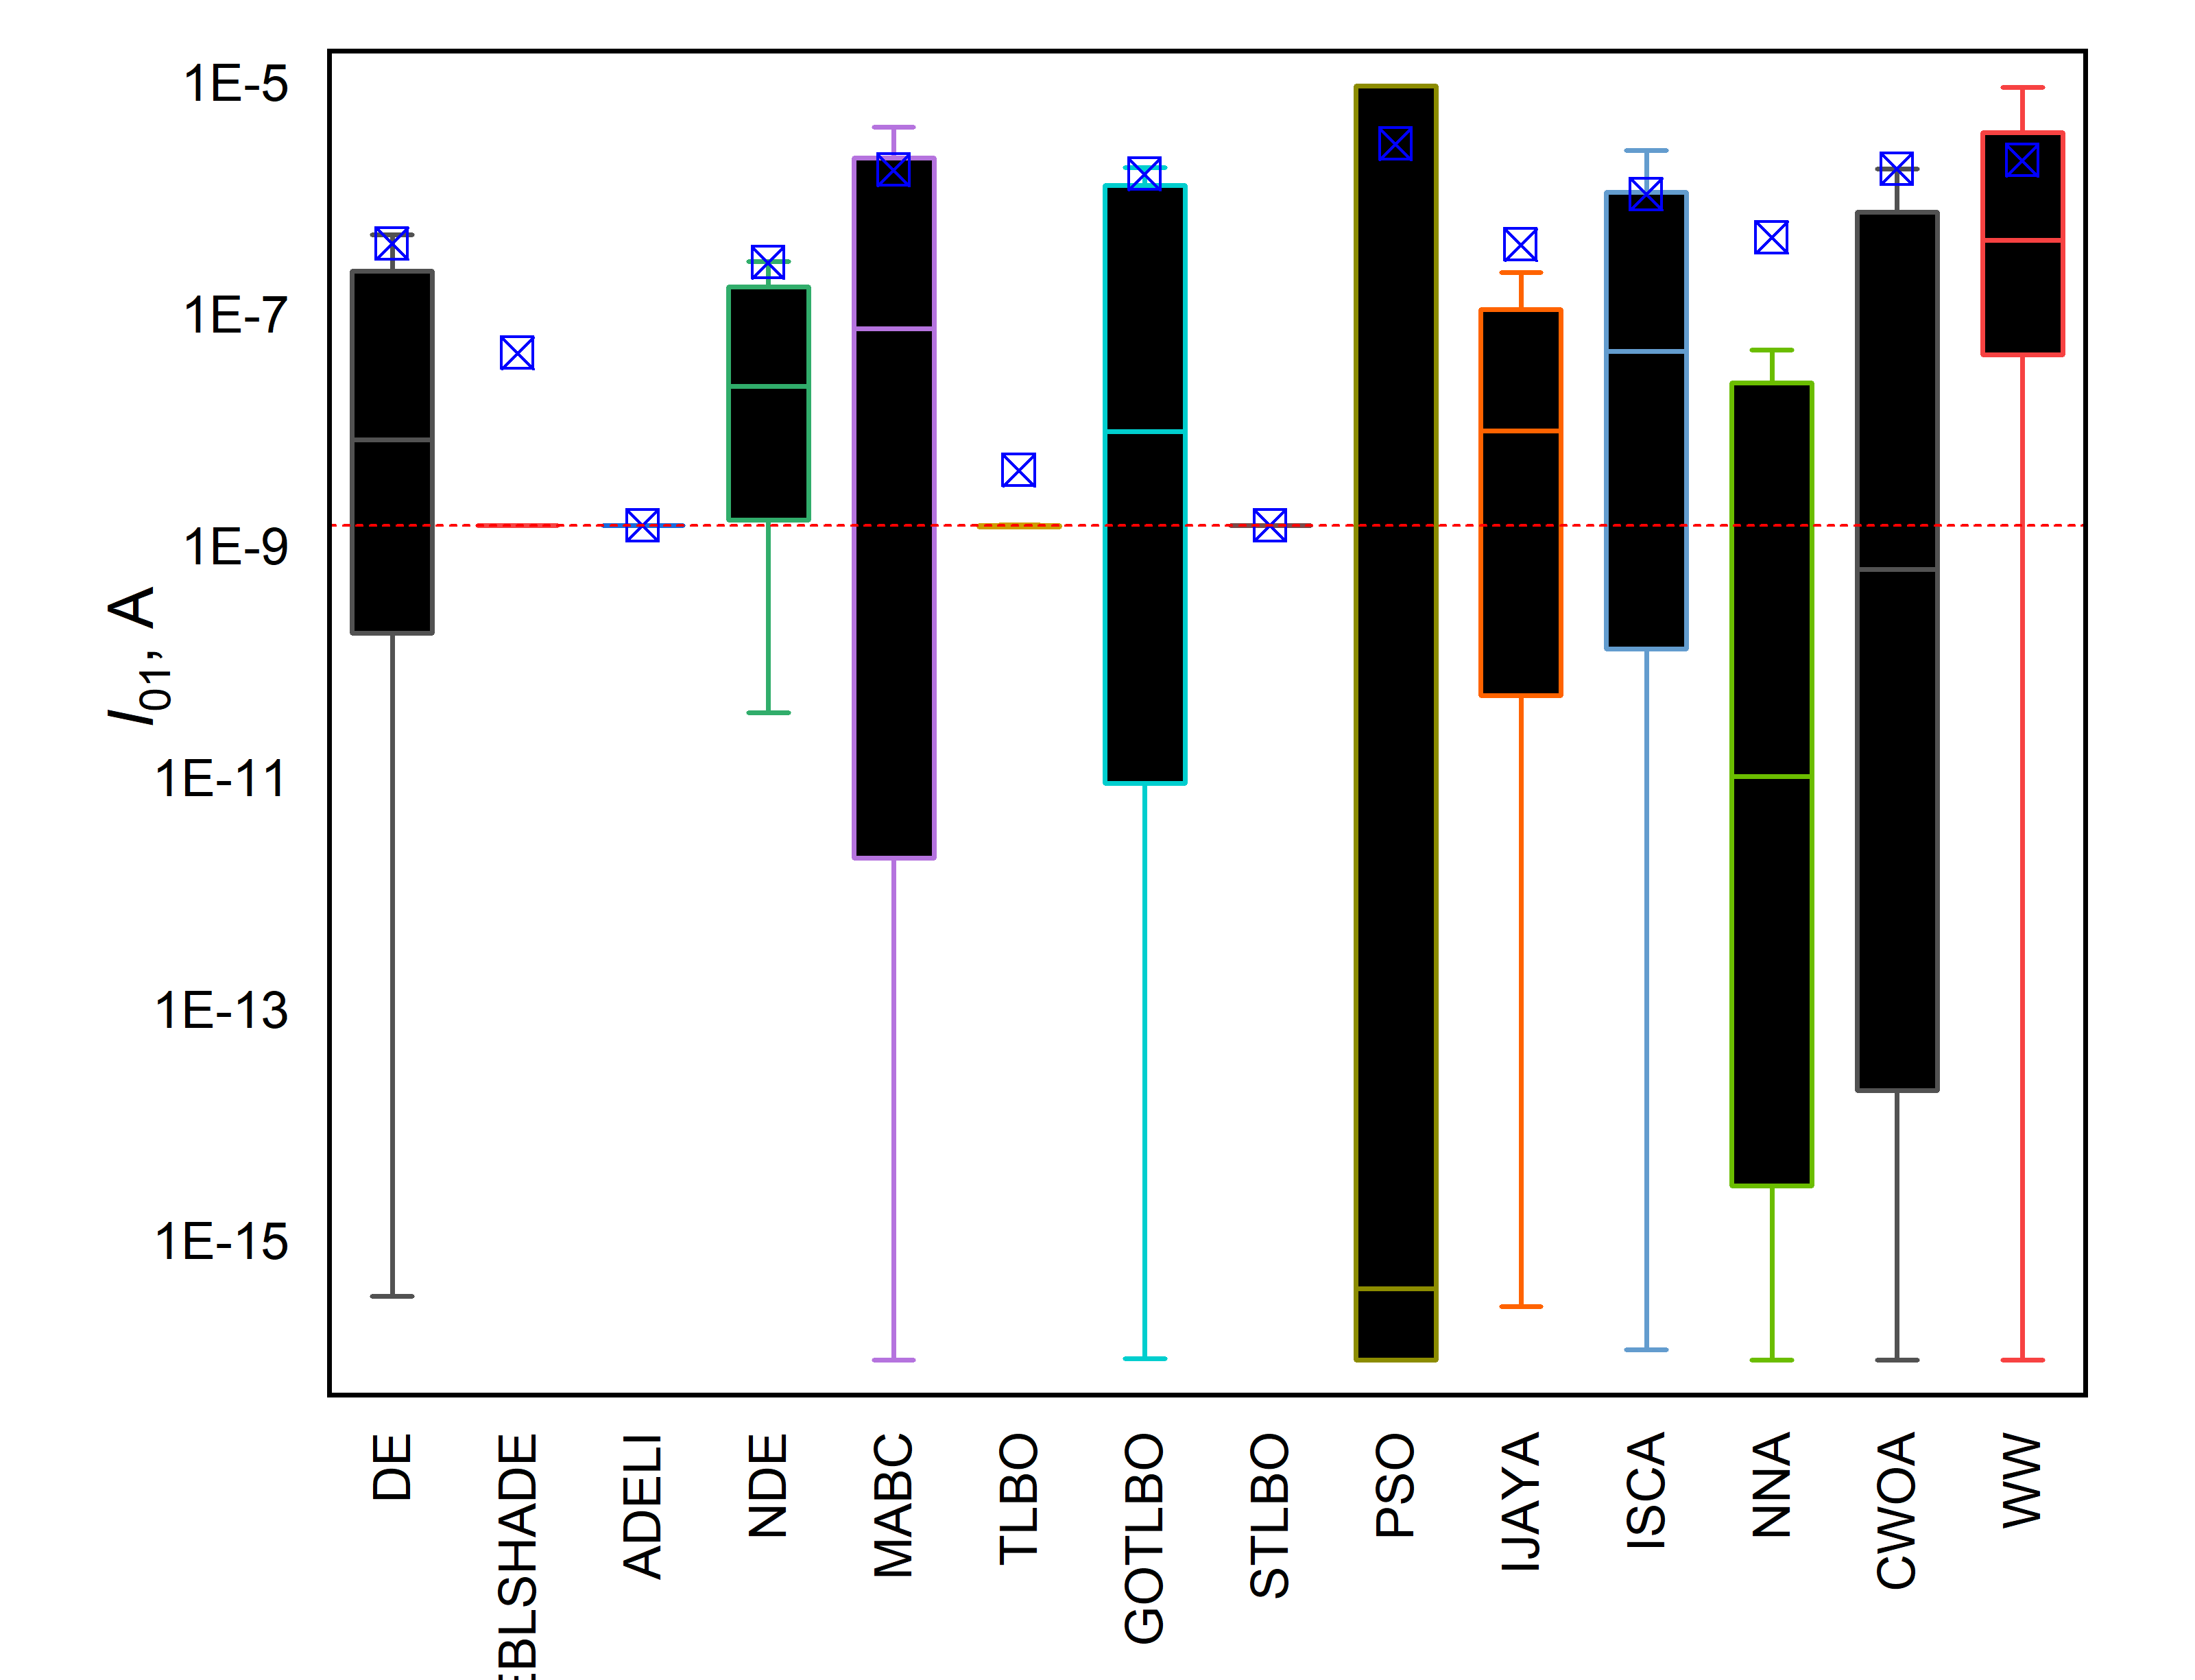 1E-5
1E-7
1E-9
1E-11
1E-13
1E-15
I01, A
DE
EBLSHADE
ADELI
NDE
MABC
TLBO
GOTLBO
STLBO
PSO
IJAYA
ISCA
NNA
CWOA
WW